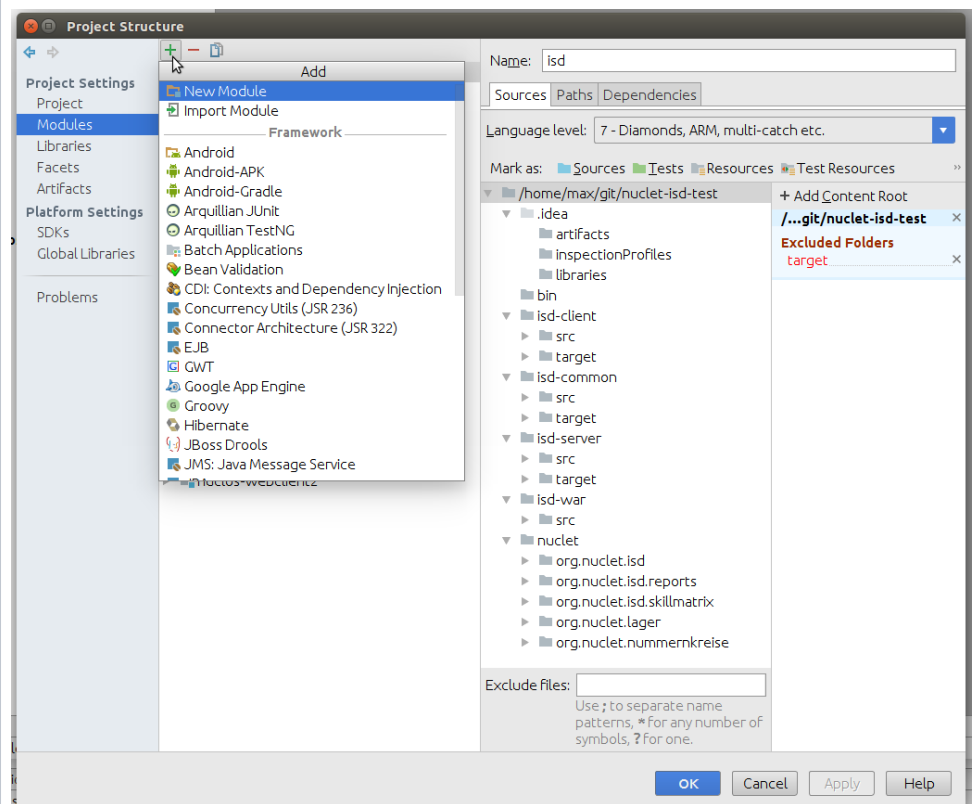 Project Structure
Project Settings
Project
Modules
Libraries
Facets
Artifacts
Platform Settings
SDKs
Global Libraries
Problems
Add
New Module
Import Module
Framework
Android
Android-APK
Android-Gradle
Arquillian JUnit
Arquillian TestNG
Batch Applications
Bean Validation
CDI: Contexts and Dependency Injection
Concurrency Utils (JSR 236)
Connector Architecture (JSR 322)
EJB
GWT
Google App Engine
Groovy
Hibernate
JBoss Drools
JMS: Java Message Service
Name: isd
Sources Paths Dependencies
Language level: 7 - Diamonds, ARM, multi-catch etc.
Mark as: Sources Tests Resources Test Resources »
/home/max/git/nuclet-isd-test
.idea
artifacts
inspectionProfiles
libraries
bin
isd-client
src
target
isd-common
src
target
isd-server
src
target
isd-war
src
nuclet
org.nuclet.isd
org.nuclet.isd.reports
org.nuclet.isd.skillmatrix
org.nuclet.lager
org.nuclet.nummernkreise
+ Add Content Root
/...git/nuclet-isd-test
Excluded Folders
target
Exclude files:
Use ; to separate name
patterns, * for any number of
symbols, ? for one.
OK Cancel Apply Help